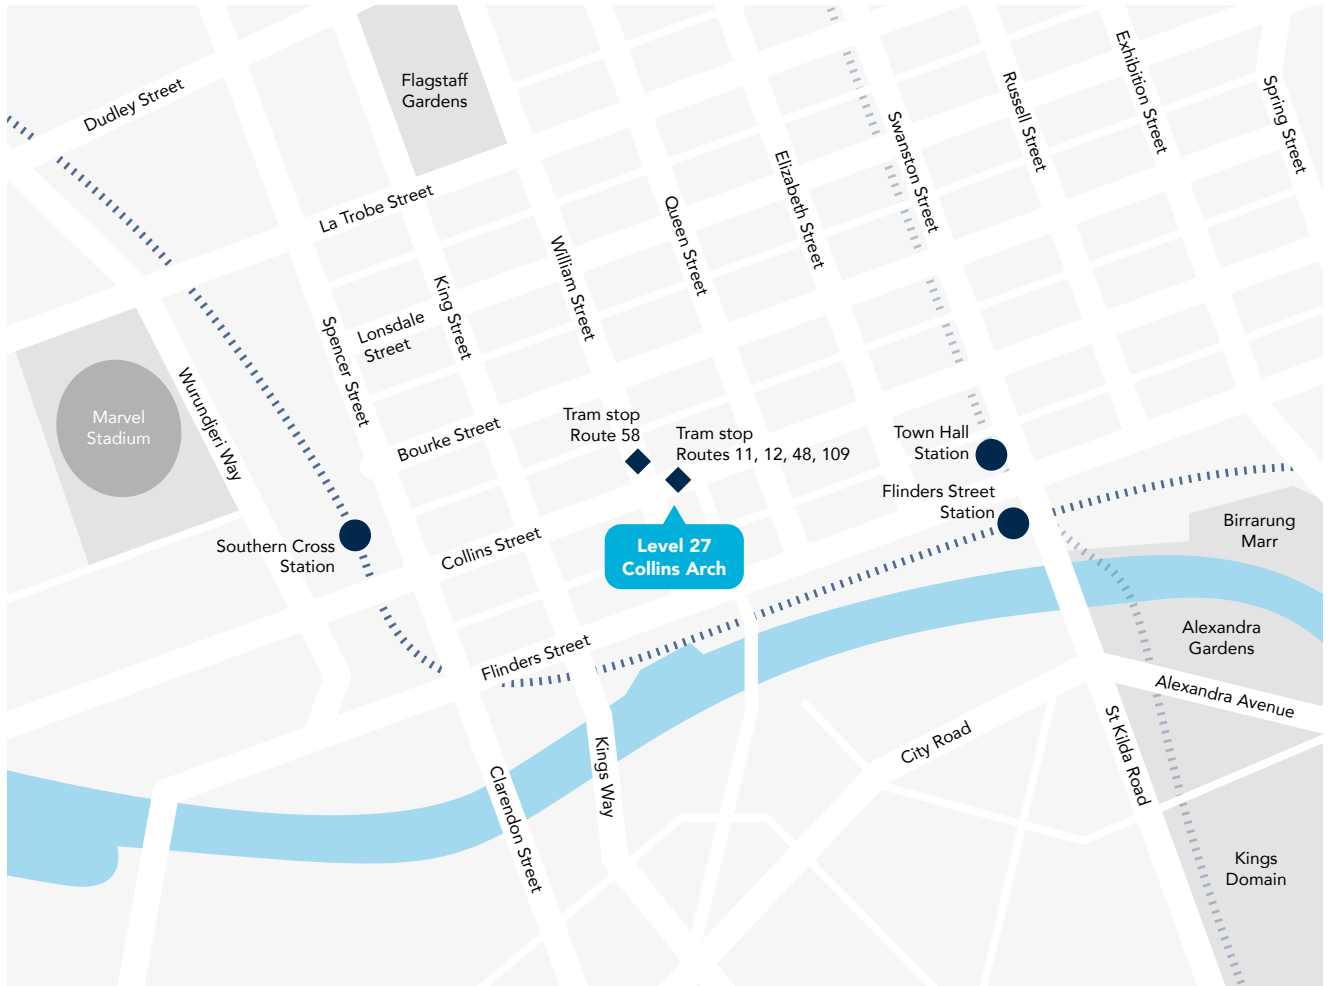 Dudley Street
Flagstaff
Gardens
Exhibition Street
Russell Street
Spring Street
Swanston Street
Elizabeth Street
La Trobe Street
Queen Street
William Street
King Street
Lonsdale
Street
Spencer Street
Wurundjeri Way
Marvel
Stadium
Bourke Street
Tram stop
Route 58
Tram stop
Routes 11, 12, 48, 109
Town Hall
Station
Flinders Street
Station
Birrarung
Marr
Southern Cross
Station
Collins Street
Level 27
Collins Arch
Flinders Street
Alexandra
Gardens
Alexandra Avenue
St Kilda Road
City Road
Kings Way
Clarendon Street
Kings
Domain